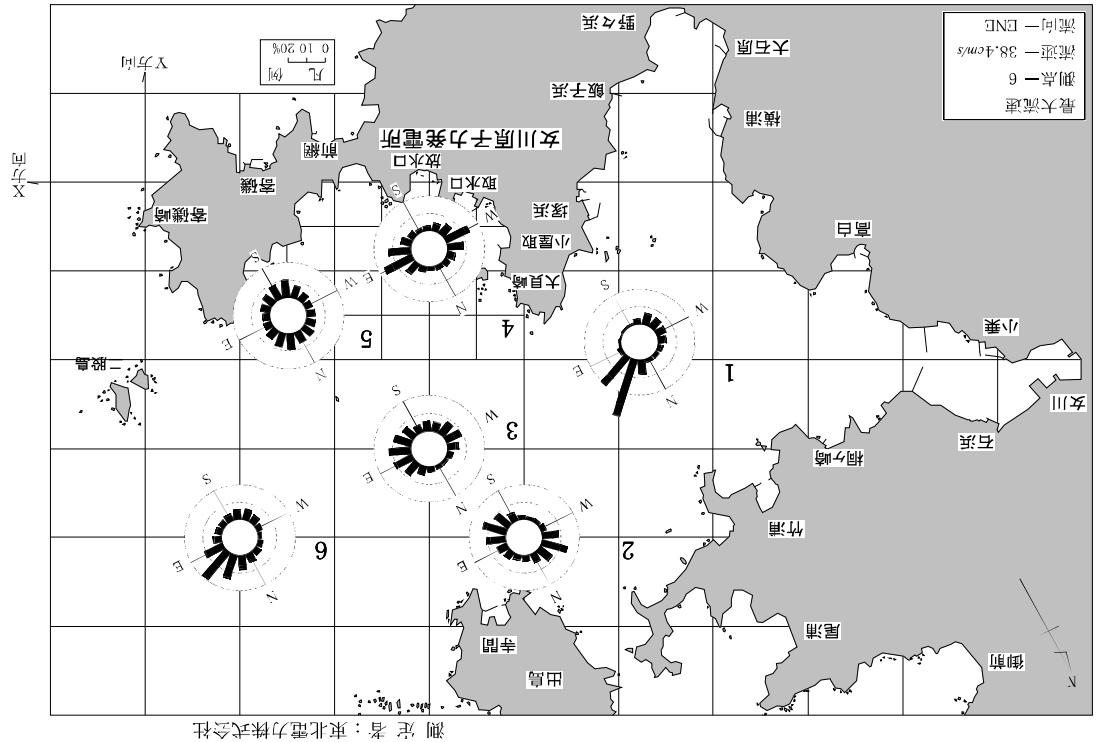 測 定 者 : 東北電力株式会社
御前
出島
寺間
尾浦
N
竹浦
2
6
N
E
S
W
N
E
S
W
石浜
桐ヶ崎
3
N
E
S
W
女川
1
二股島
小乗
4
5
N
E
S
W
N
E
S
W
N
E
S
W
大貝崎
小屋取
高白
塚浜
寄磯崎
寄磯
取水口
放水口
X方向
前網
女川原子力発電所
横浦
飯子浜
Y方向
凡 例
0 10 20%
大石原
野々浜
最大流速
測点— 6
流速— 38.4cm/s
流向— ENE